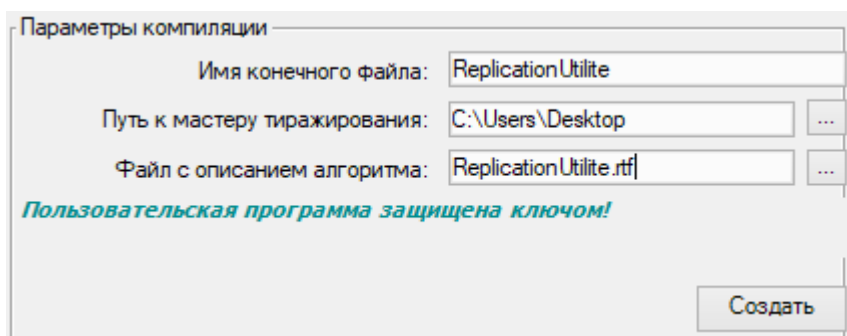 Параметры компиляции
Имя конечного файла: ReplicationUtilite
Путь к мастеру тиражирования: C:\Users\Desktop ...
Файл с описанием алгоритма: ReplicationUtilite.rtf ...
Пользовательская программа защищена ключом!
Создать